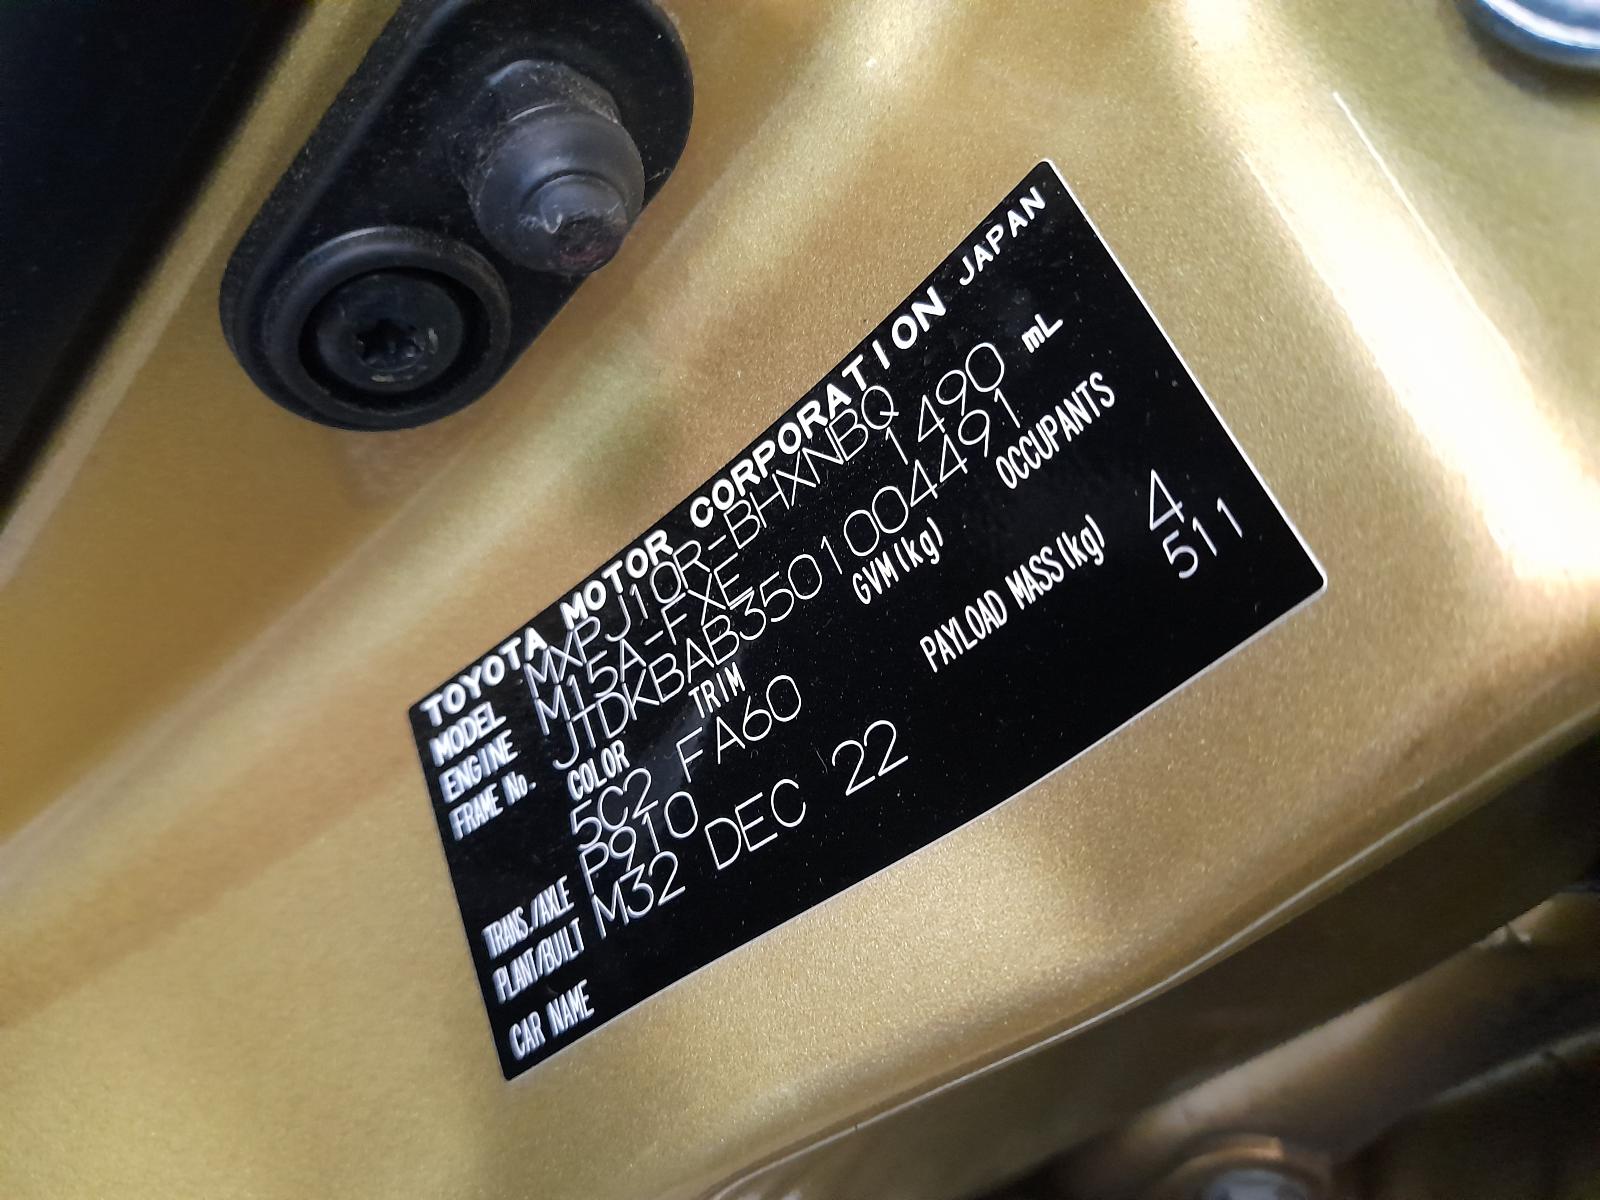 TOYOTA MOTOR CORPORATION JAPAN
MODEL MXPJ10R-BHXNBQ
ENGINE M15A-FXE 1490 mL
FRAME No. JTDKBAB3501004491
COLOR TRIM GVM(kg) OCCUPANTS
5C2 FA60 4
PAYLOAD MASS(kg) 511
TRANS./AXLE P910
PLANT/BUILT M32 DEC 22
CAR NAME